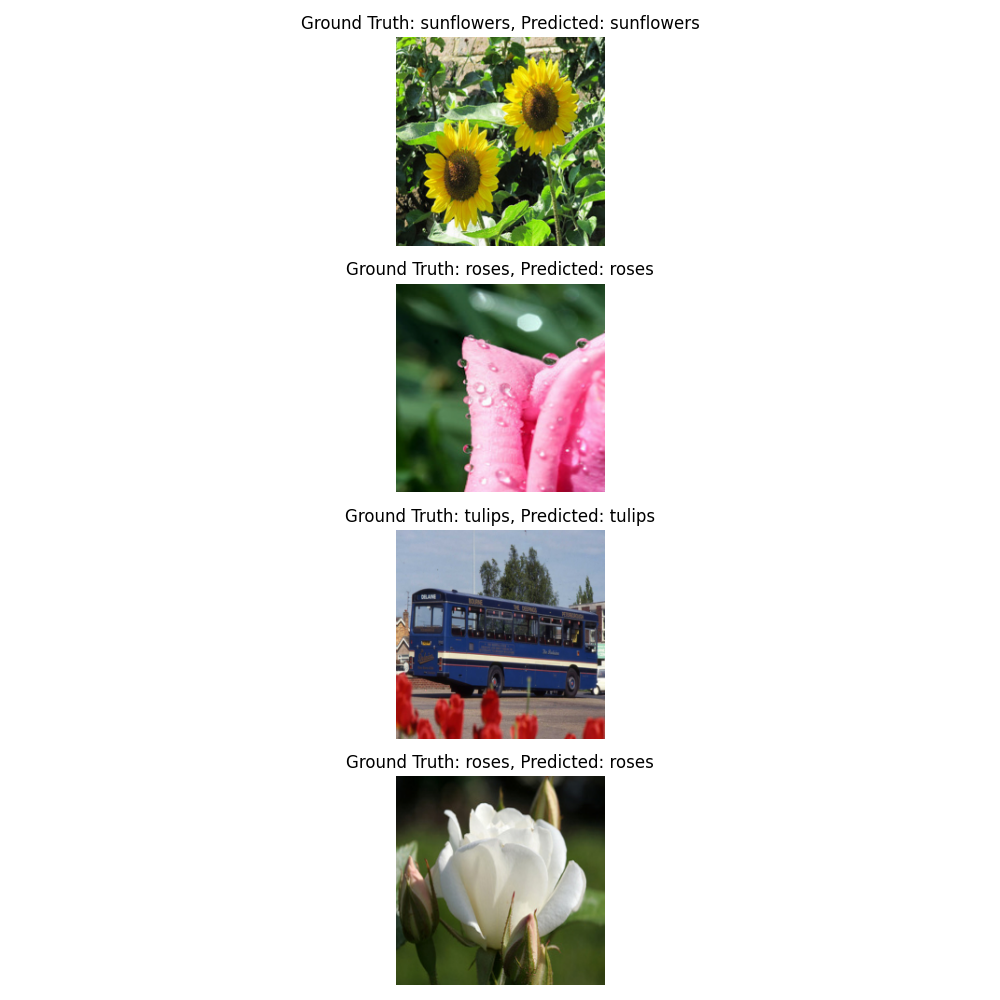 Ground Truth: sunflowers, Predicted: sunflowers
Ground Truth: roses, Predicted: roses
Ground Truth: tulips, Predicted: tulips
DELAINE
Ground Truth: roses, Predicted: roses